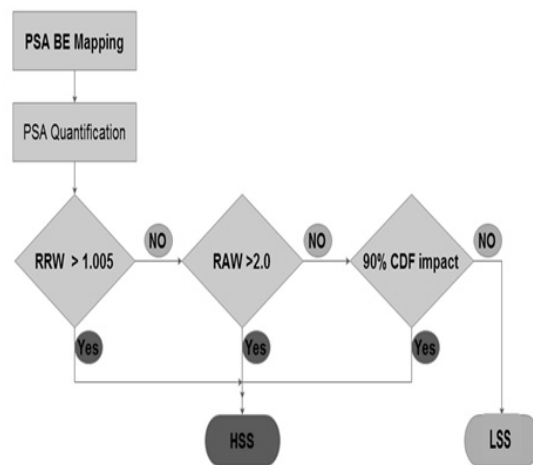 PSA BE Mapping
PSA Quantification
RRW > 1.005
NO
RAW >2.0
NO
90% CDF impact
NO
Yes
Yes
Yes
HSS
LSS